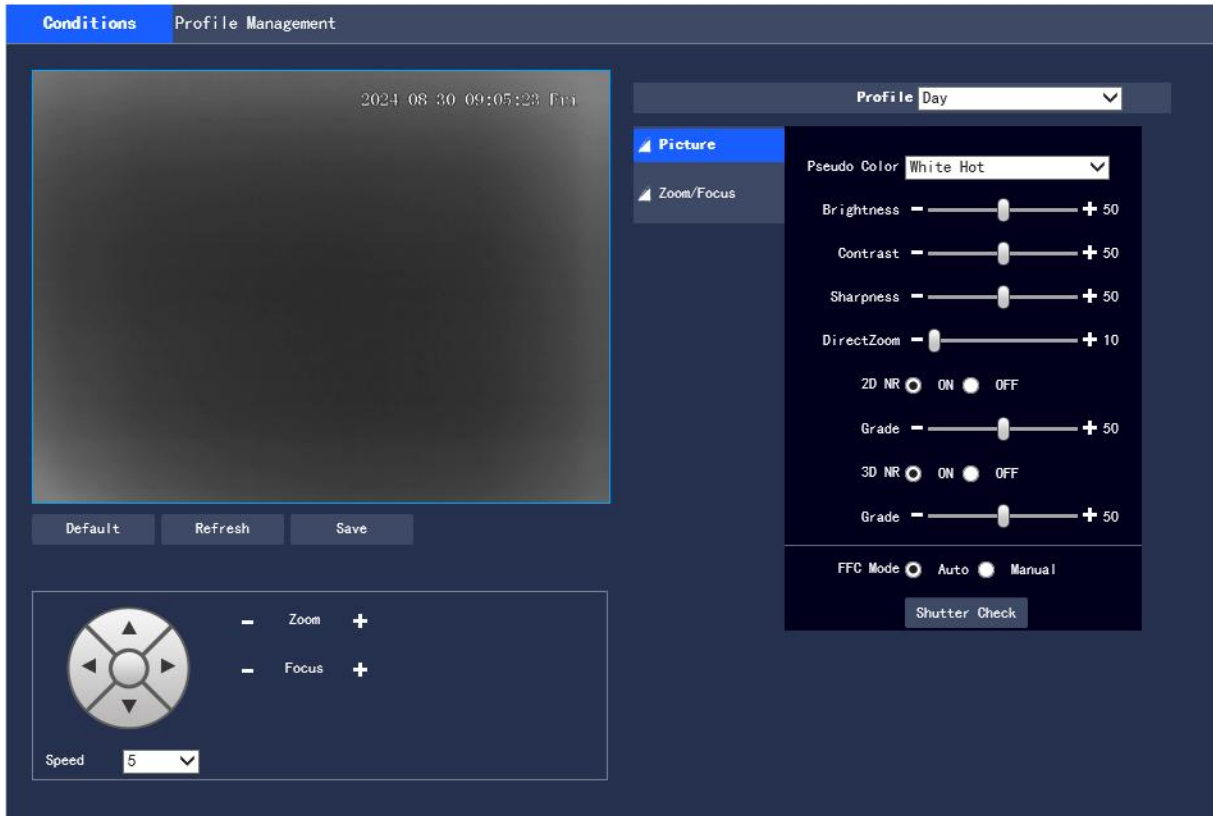 Conditions Profile Management
2024-08-30 09:05:23 Fri
Profile Day
Picture
Zoom/Focus
Pseudo Color White Hot
Brightness - + 50
Contrast - + 50
Sharpness - + 50
DirectZoom - + 10
2D NR ON OFF
Grade - + 50
3D NR ON OFF
Grade - + 50
FFC Mode Auto Manual
Shutter Check
Default Refresh Save
- Zoom +
- Focus +
Speed 5